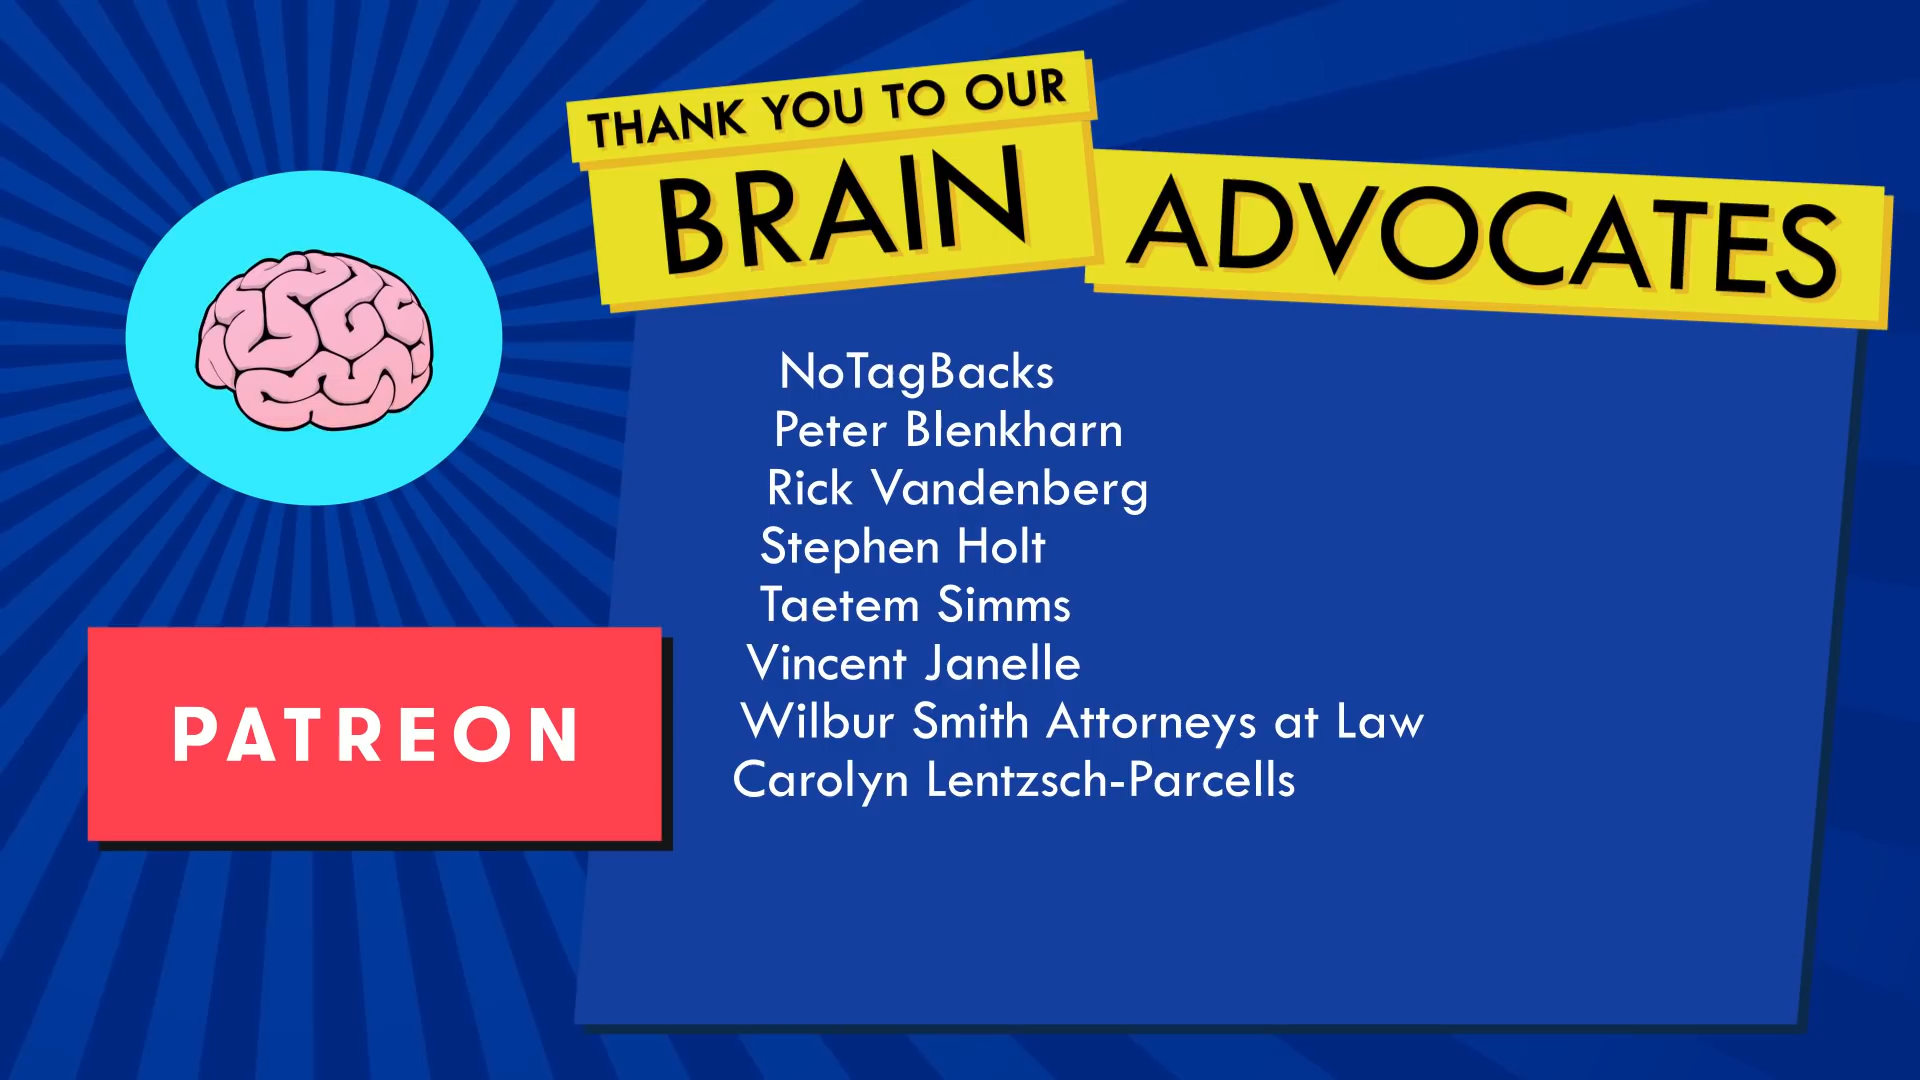 THANK YOU TO OUR
BRAIN ADVOCATES
NoTagBacks
Peter Blenkharn
Rick Vandenberg
Stephen Holt
Taetem Simms
Vincent Janelle
Wilbur Smith Attorneys at Law
Carolyn Lentzsch-Parcells
PATREON